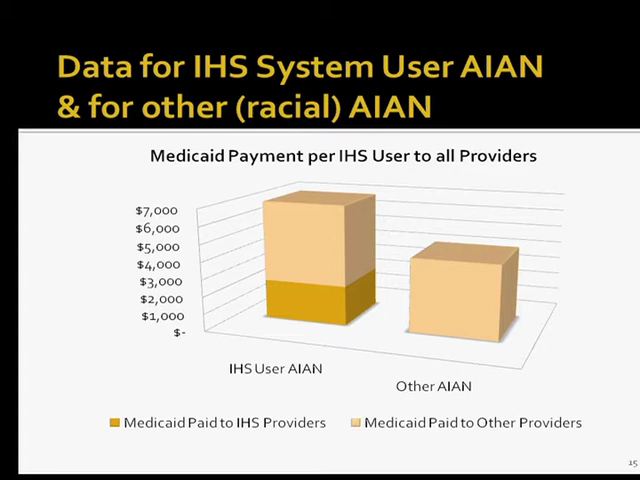 Data for IHS System User AIAN
& for other (racial) AIAN
Medicaid Payment per IHS User to all Providers
$7,000
$6,000
$5,000
$4,000
$3,000
$2,000
$1,000
$-
IHS User AIAN
Other AIAN
Medicaid Paid to IHS Providers
Medicaid Paid to Other Providers
15